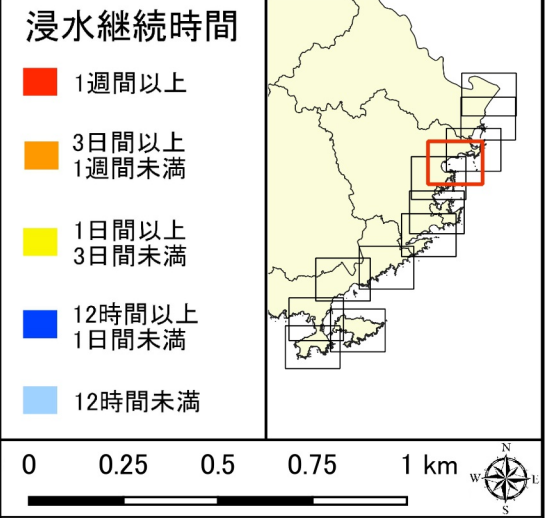 浸水継続時間
1週間以上
3日間以上
1週間未満
1日間以上
3日間未満
12時間以上
1日間未満
12時間未満
0 0.25 0.5 0.75 1 km
N
W E
S